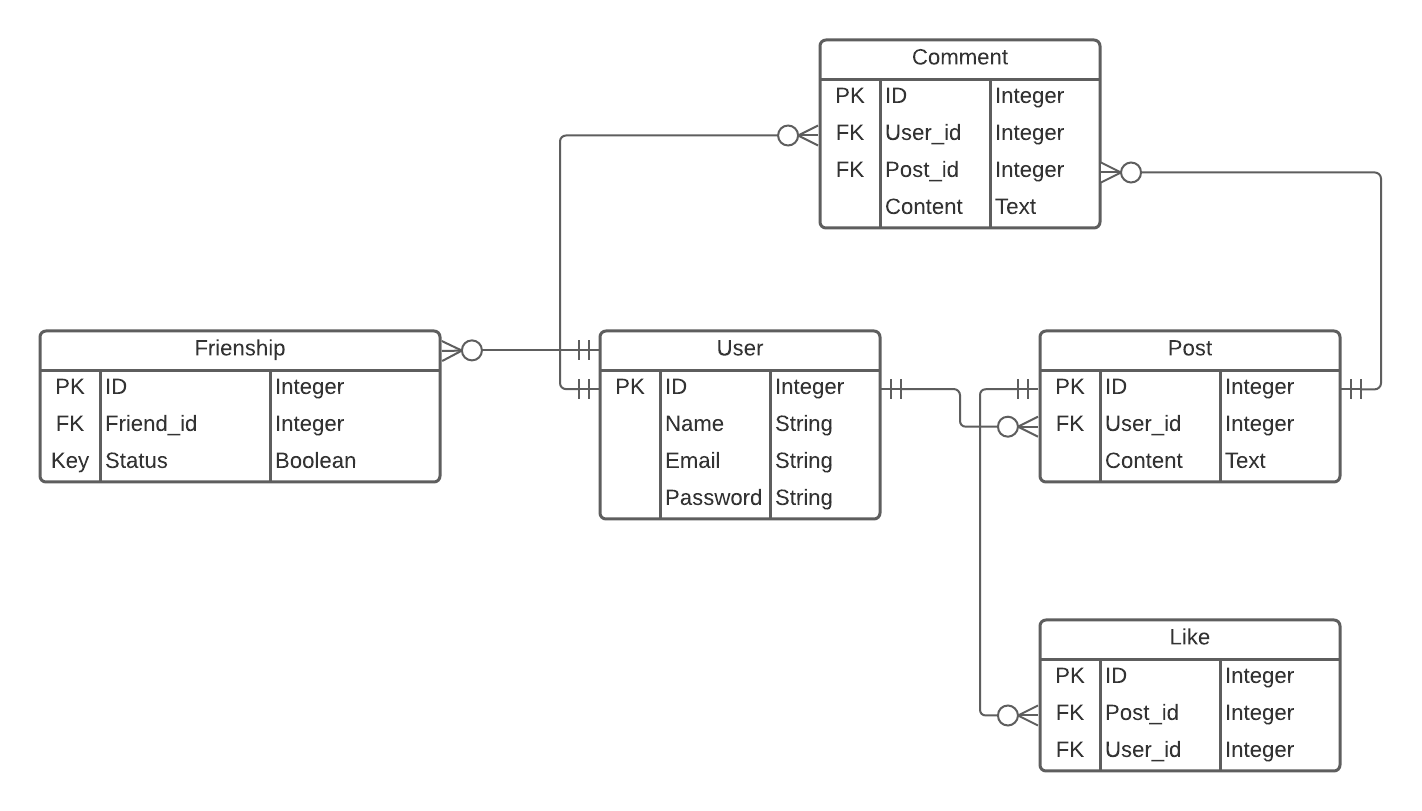 Comment
PK ID Integer
FK User_id Integer
FK Post_id Integer
Content Text
Frienship
PK ID Integer
FK Friend_id Integer
Key Status Boolean
User
PK ID Integer
Name String
Email String
Password String
Post
PK ID Integer
FK User_id Integer
Content Text
Like
PK ID Integer
FK Post_id Integer
FK User_id Integer